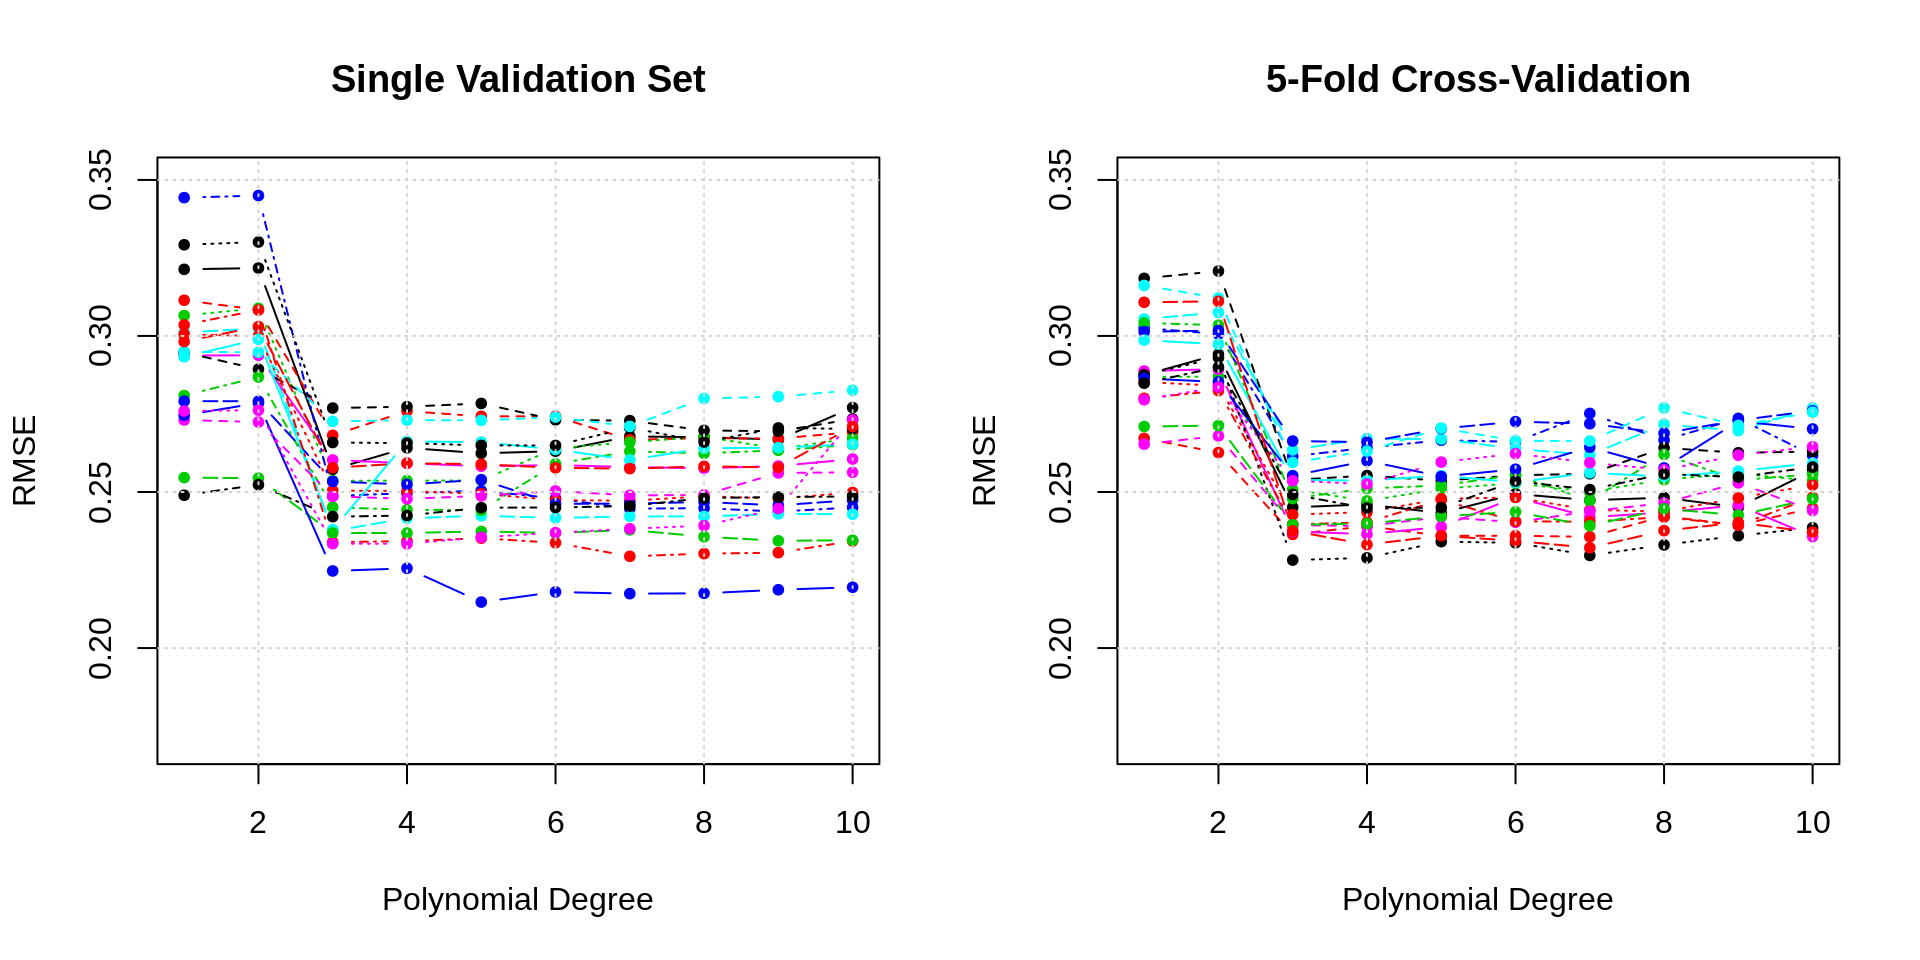 Single Validation Set
RMSE
0.35
0.30
0.25
0.20
2 4 6 8 10
Polynomial Degree
5-Fold Cross-Validation
RMSE
0.35
0.30
0.25
0.20
2 4 6 8 10
Polynomial Degree